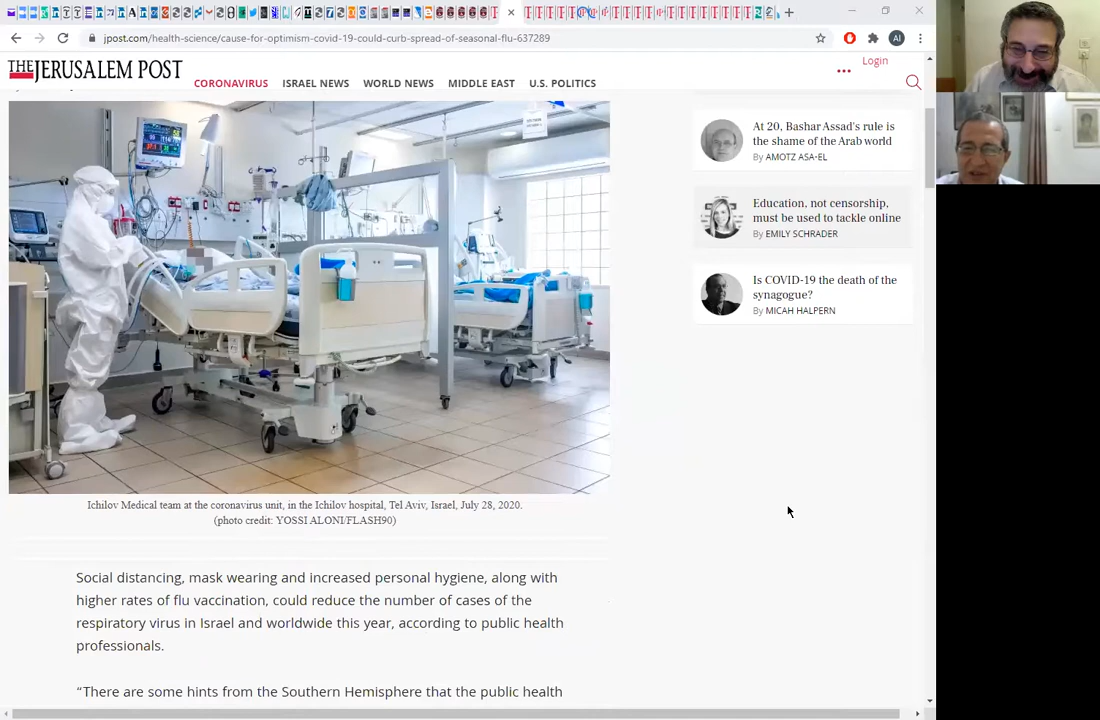 jpost.com/health-science/cause-for-optimism-covid-19-could-curb-spread-of-seasonal-flu-637289
AI
THE JERUSALEM POST
CORONAVIRUS ISRAEL NEWS WORLD NEWS MIDDLE EAST U.S. POLITICS
Login
At 20, Bashar Assad's rule is
the shame of the Arab world
By AMOTZ ASA-EL
Education, not censorship,
must be used to tackle online
By EMILY SCHRADER
Is COVID-19 the death of the
synagogue?
By MICAH HALPERN
Ichilov Medical team at the coronavirus unit, in the Ichilov hospital, Tel Aviv, Israel, July 28, 2020.
(photo credit: YOSSI ALONI/FLASH90)
Social distancing, mask wearing and increased personal hygiene, along with
higher rates of flu vaccination, could reduce the number of cases of the
respiratory virus in Israel and worldwide this year, according to public health
professionals.
“There are some hints from the Southern Hemisphere that the public health